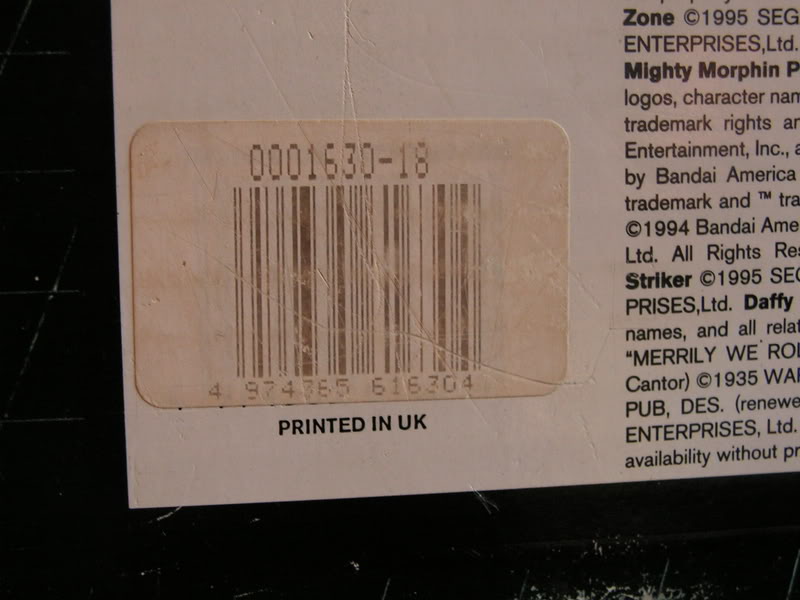 0001630-18
4 974365 616304
PRINTED IN UK
Zone ©1995 SEG
ENTERPRISES,Ltd.
Mighty Morphin P
logos, character nam
trademark rights an
Entertainment, Inc., a
by Bandai America
trademark and ™ tra
©1994 Bandai Ame
Ltd. All Rights Res
Striker ©1995 SEG
PRISES,Ltd. Daffy
names, and all relat
"MERRILY WE ROL
Cantor) ©1935 WAR
PUB, DES. (renewe
ENTERPRISES, Ltd.
availability without pr